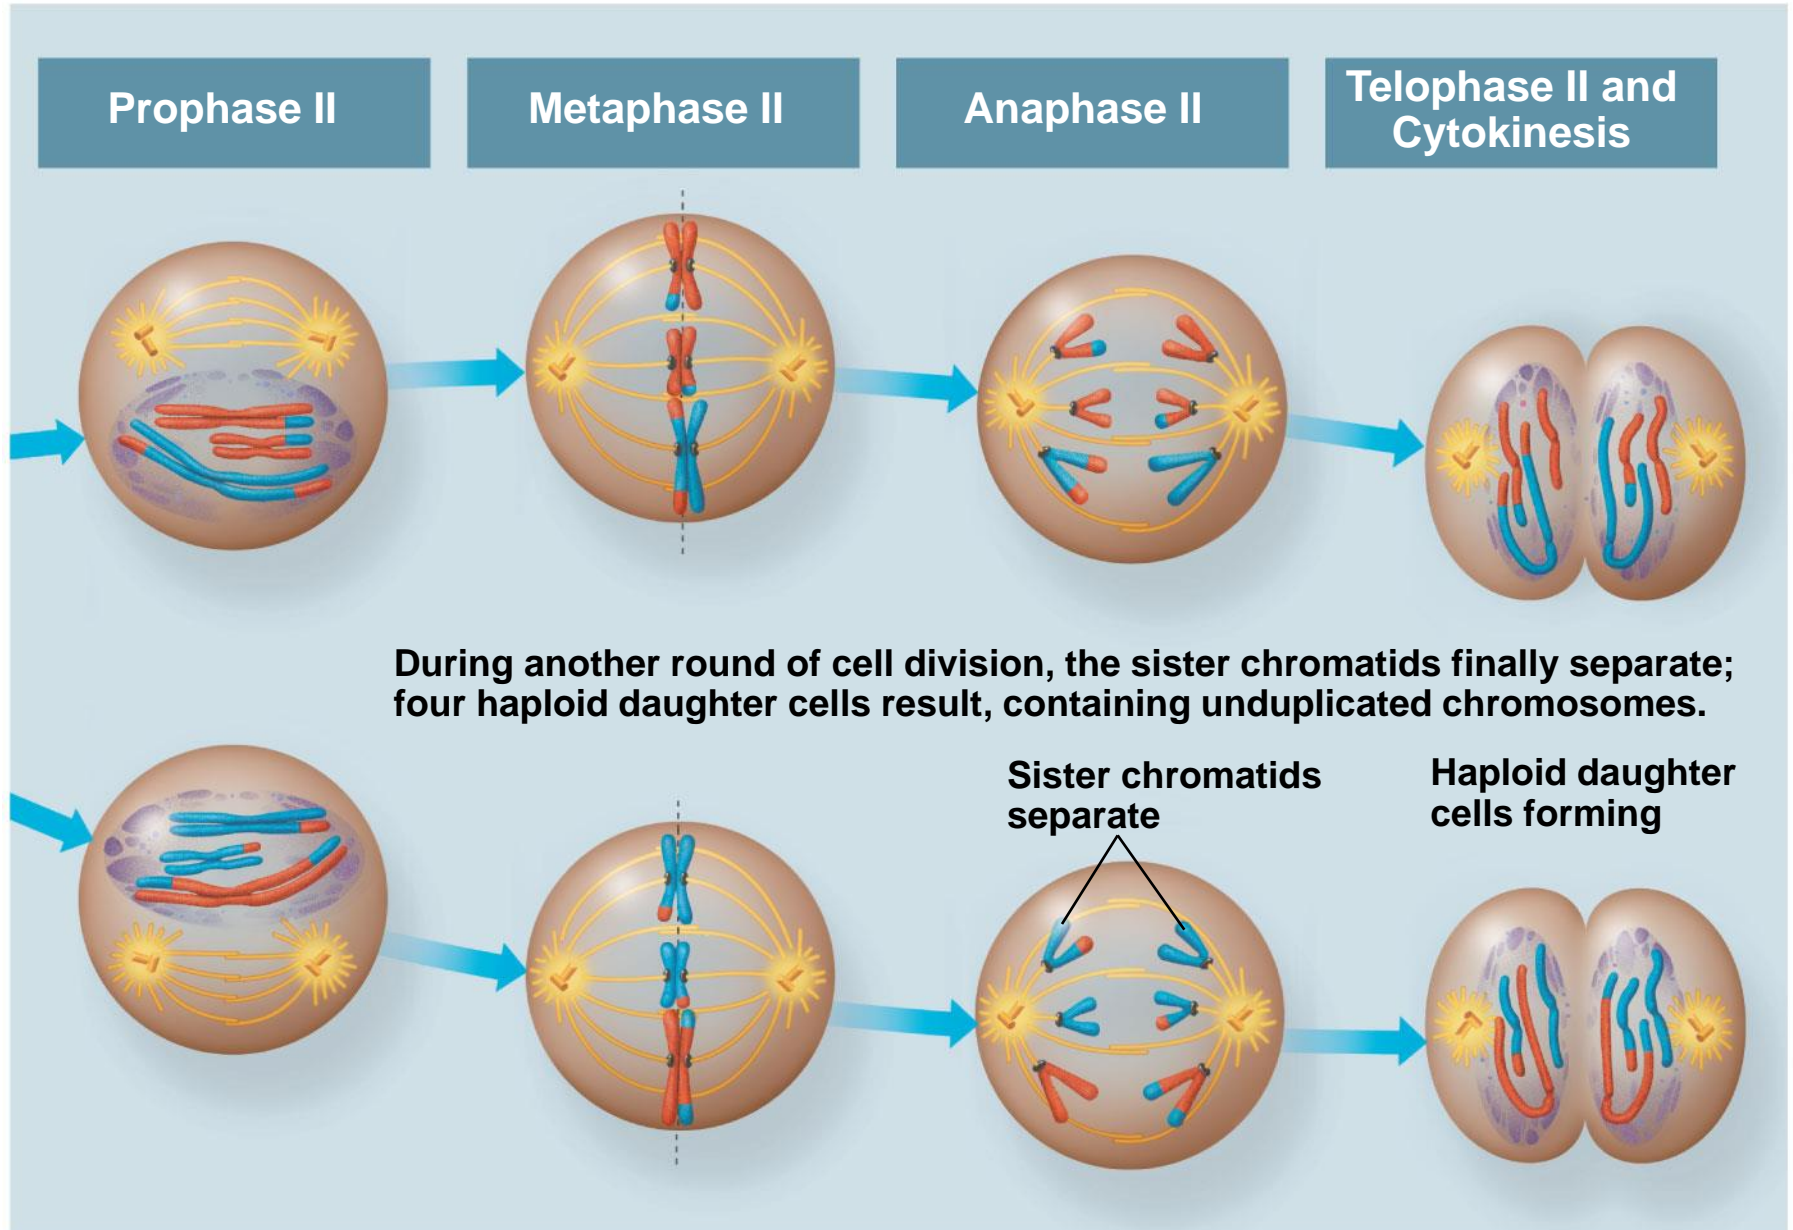 Prophase II
Metaphase II
Anaphase II
Telophase II and
Cytokinesis
During another round of cell division, the sister chromatids finally separate;
four haploid daughter cells result, containing unduplicated chromosomes.
Sister chromatids
separate
Haploid daughter
cells forming